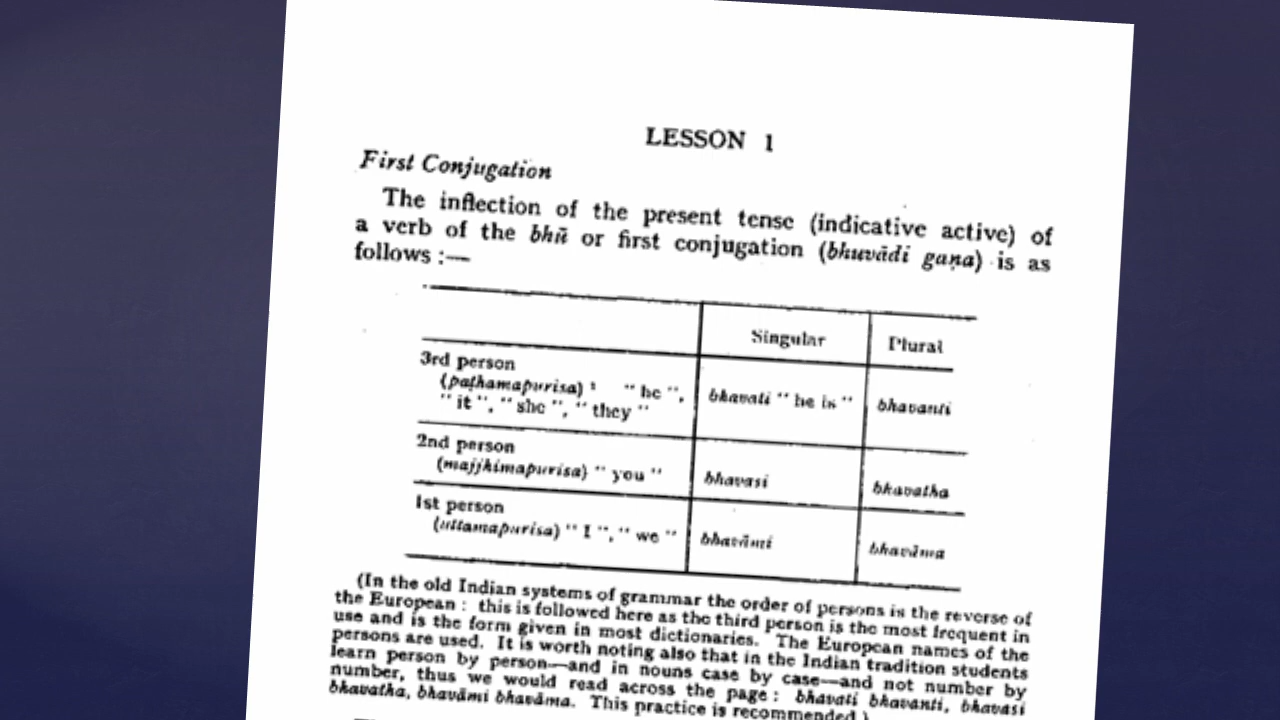 LESSON 1
First Conjugation
The inflection of the present tense (indicative active) of
a verb of the bhū or first conjugation (bhuvādi gaṇa) is as
follows :—
Singular Plural
3rd person
(paṭhamapurisa) ¹ " he ",
" it ", " she ", " they "
bhavati " he is " bhavanti
2nd person
(majjhimapurisa) " you "
bhavasi bhavatha
1st person
(uttamapurisa) " I ", " we "
bhavāmi bhavāma
(In the old Indian systems of grammar the order of persons is the reverse of
the European : this is followed here as the third person is the most frequent in
use and is the form given in most dictionaries. The European names of the
persons are used. It is worth noting also that in the Indian tradition students
learn person by person—and in nouns case by case—and not number by
number, thus we would read across the page : bhavati bhavanti, bhavasi
bhavatha, bhavāmi bhavāma. This practice is recommended.)